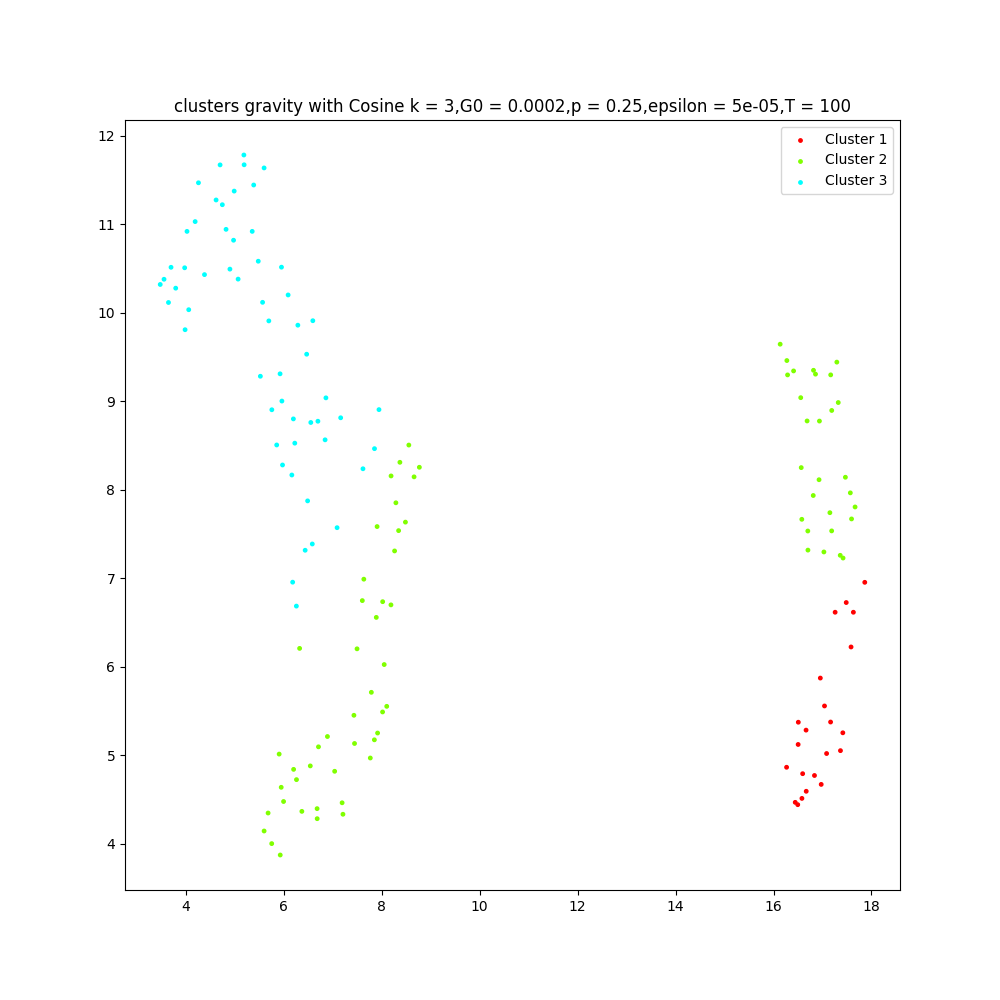 clusters gravity with Cosine k = 3,G0 = 0.0002,p = 0.25,epsilon = 5e-05,T = 100
Cluster 1
Cluster 2
Cluster 3
12
11
10
9
8
7
6
5
4
4 6 8 10 12 14 16 18